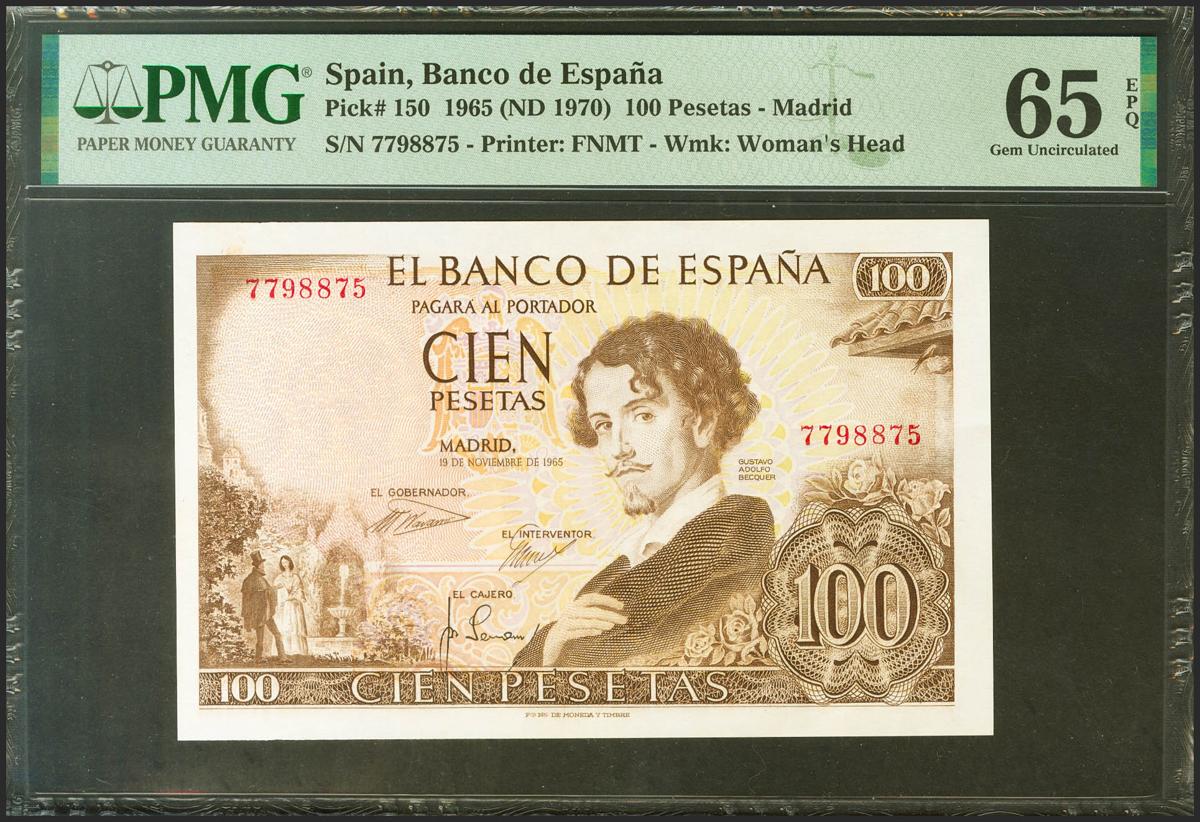 PMG®
PAPER MONEY GUARANTY
Spain, Banco de España
Pick# 150 1965 (ND 1970) 100 Pesetas - Madrid
S/N 7798875 - Printer: FNMT - Wmk: Woman's Head
65
EPQ
Gem Uncirculated
EL BANCO DE ESPAÑA
100
7798875
PAGARA AL PORTADOR
CIEN
PESETAS
MADRID,
19 DE NOVIEMBRE DE 1965
7798875
GUSTAVO
ADOLFO
BECQUER
EL GOBERNADOR
EL INTERVENTOR
EL CAJERO
100
100
CIEN PESETAS
DE MONEDA Y TIMBRE